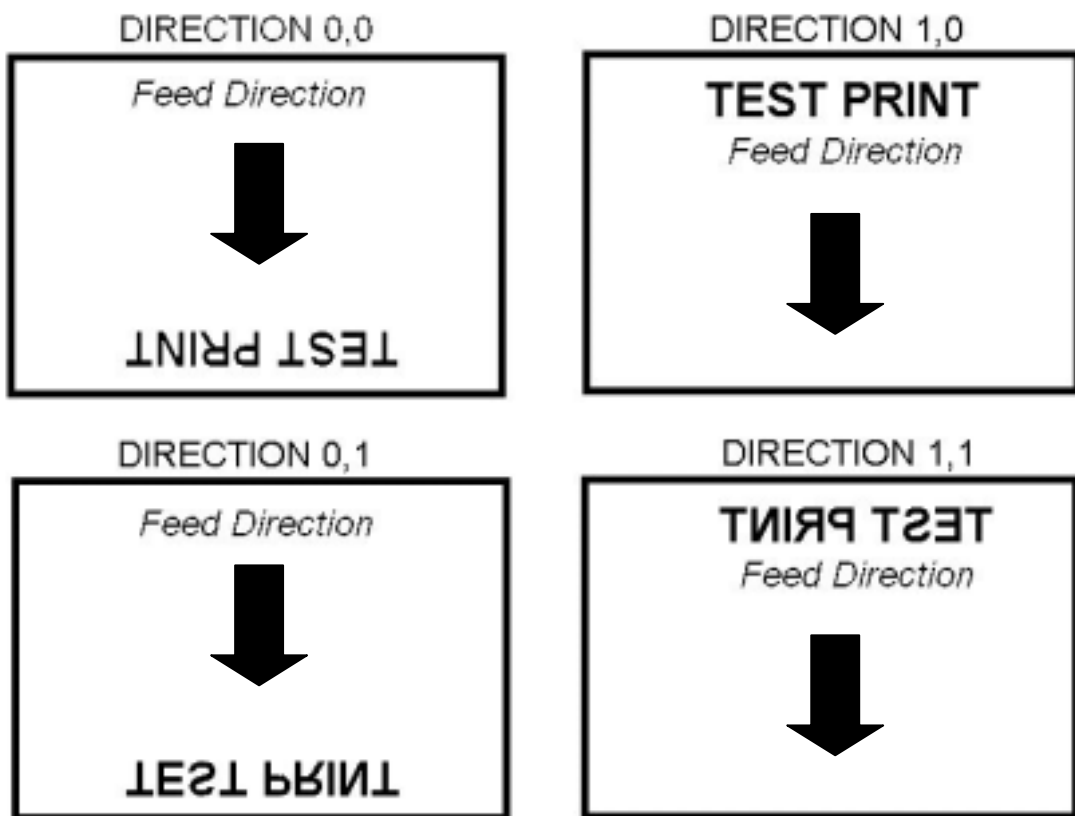 DIRECTION 0,0
Feed Direction
TEST PRINT
DIRECTION 1,0
TEST PRINT
Feed Direction
DIRECTION 0,1
Feed Direction
TEST PRINT
DIRECTION 1,1
TEST PRINT
Feed Direction